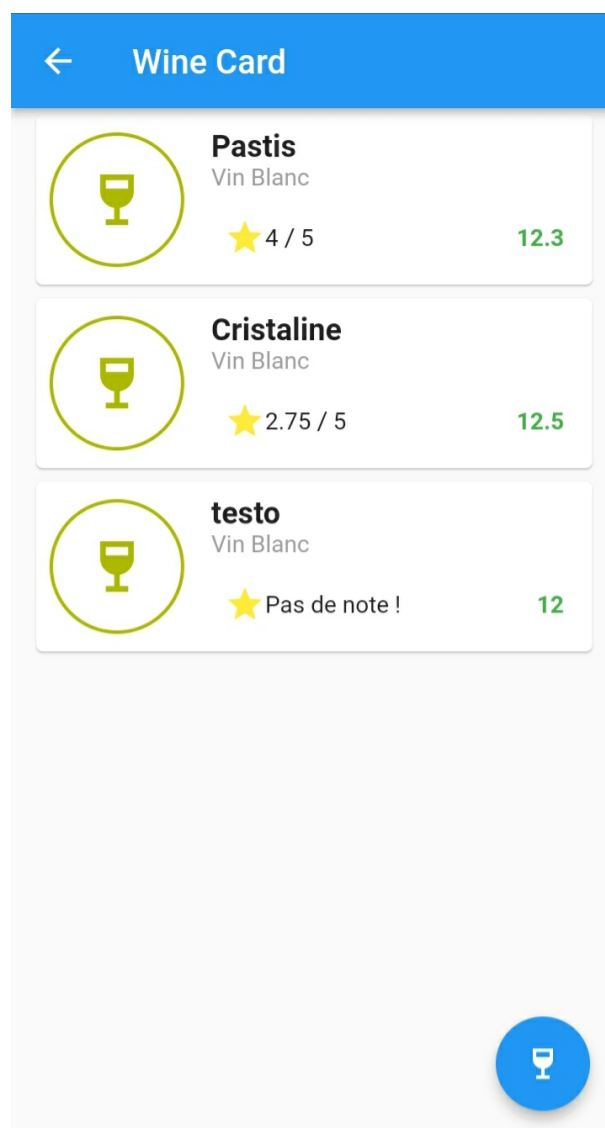 Wine Card
Pastis
Vin Blanc
4 / 5
12.3
Cristaline
Vin Blanc
2.75 / 5
12.5
testo
Vin Blanc
Pas de note !
12